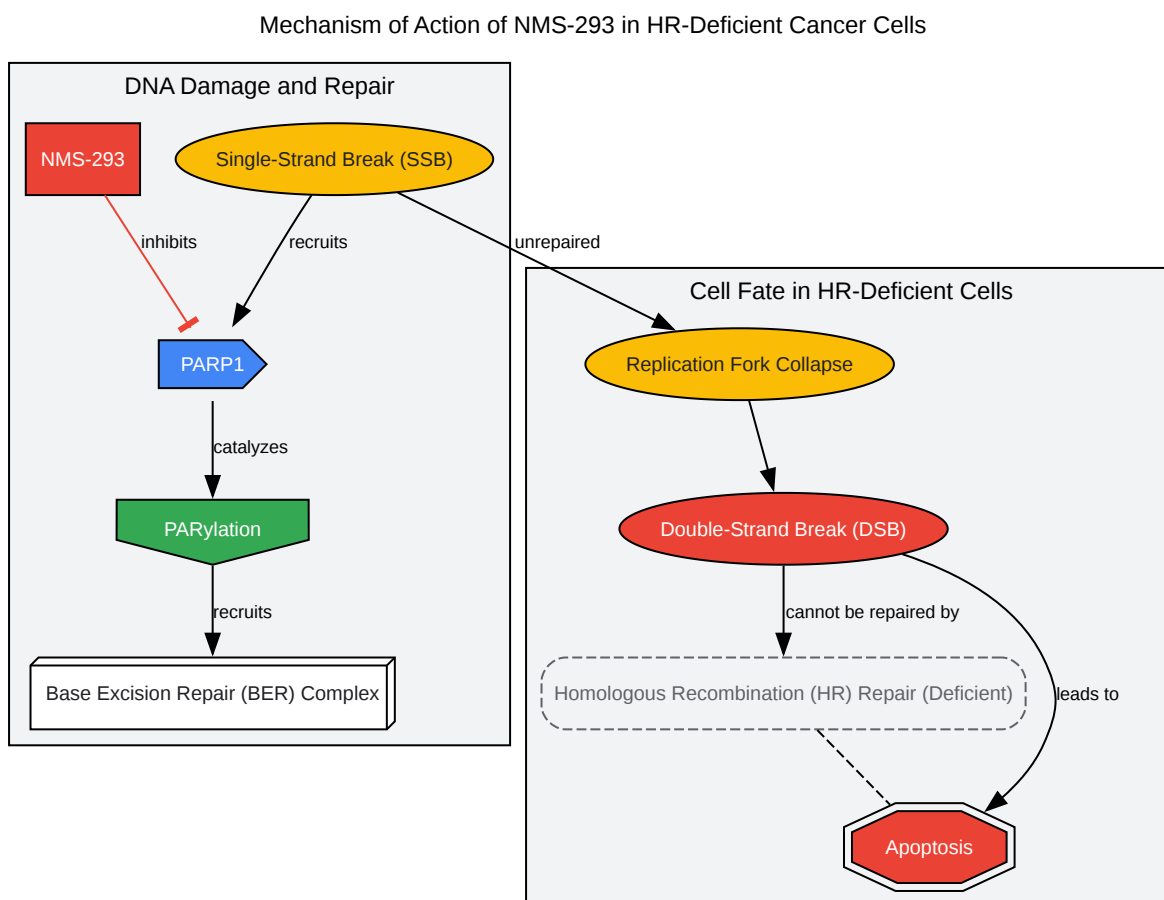 Mechanism of Action of NMS-293 in HR-Deficient Cancer Cells
DNA Damage and Repair
NMS-293
Single-Strand Break (SSB)
inhibits
recruits
unrepaired
Cell Fate in HR-Deficient Cells
PARP1
Replication Fork Collapse
catalyzes
PARylation
Double-Strand Break (DSB)
recruits
cannot be repaired by
Base Excision Repair (BER) Complex
Homologous Recombination (HR) Repair (Deficient)
leads to
Apoptosis